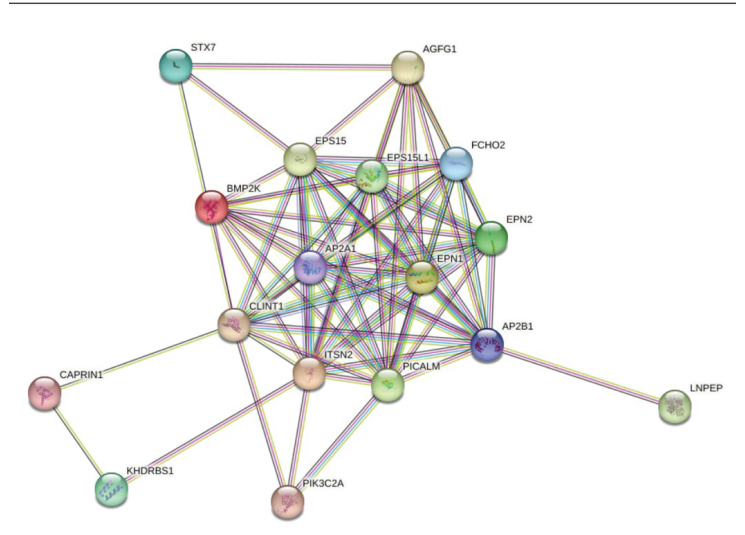 STX7
AGFG1
EPS15
EPS15L1
FCHO2
BMP2K
EPN2
AP2A1
EPN1
CLINT1
AP2B1
ITSN2
PICALM
CAPRIN1
LNPEP
KHDRBS1
PIK3C2A